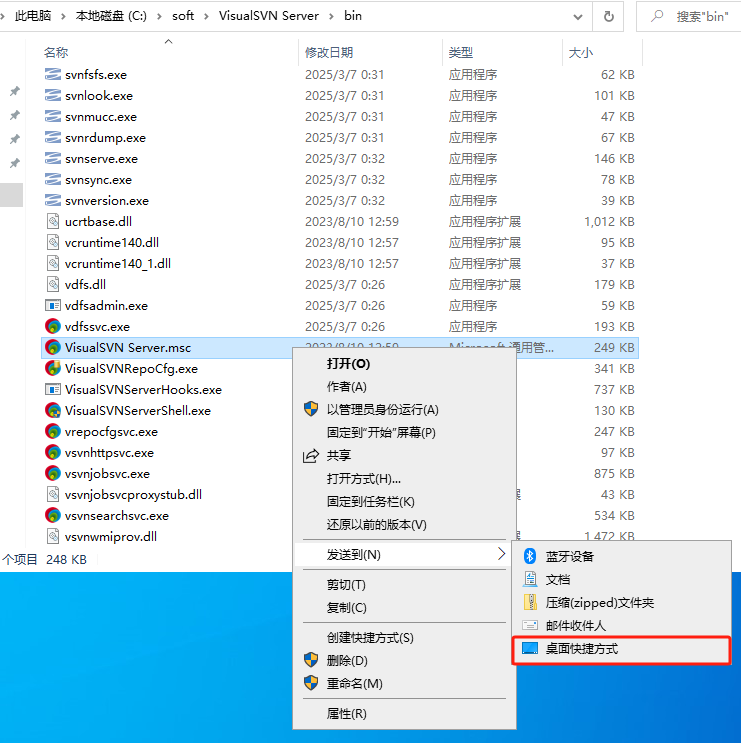 此电脑 › 本地磁盘 (C:) › soft › VisualSVN Server › bin 搜索"bin"
名称 修改日期 类型 大小
svnfsfs.exe 2025/3/7 0:31 应用程序 62 KB
svnlook.exe 2025/3/7 0:31 应用程序 101 KB
svnmucc.exe 2025/3/7 0:31 应用程序 47 KB
svnrdump.exe 2025/3/7 0:31 应用程序 67 KB
svnserve.exe 2025/3/7 0:32 应用程序 146 KB
svnsync.exe 2025/3/7 0:32 应用程序 78 KB
svnversion.exe 2025/3/7 0:32 应用程序 39 KB
ucrtbase.dll 2023/8/10 12:59 应用程序扩展 1,012 KB
vcruntime140.dll 2023/8/10 12:57 应用程序扩展 95 KB
vcruntime140_1.dll 2023/8/10 12:57 应用程序扩展 37 KB
vdfs.dll 2025/3/7 0:26 应用程序扩展 179 KB
vdfsadmin.exe 2025/3/7 0:26 应用程序 59 KB
vdfssvc.exe 2025/3/7 0:26 应用程序 193 KB
VisualSVN Server.msc 2023/8/10 12:59 Microsoft 通用管... 249 KB
VisualSVNRepoCfg.exe 341 KB
VisualSVNServerHooks.exe 737 KB
VisualSVNServerShell.exe 130 KB
vrepocfgsvc.exe 247 KB
vsvnhttpsvc.exe 97 KB
vsvnjobsvc.exe 875 KB
vsvnjobsvcproxystub.dll 展 43 KB
vsvnsearchsvc.exe 534 KB
vsvnwmiprov.dll 展 1,472 KB
个项目 248 KB
打开(O)
作者(A)
以管理员身份运行(A)
固定到"开始"屏幕(P)
共享
打开方式(H)...
固定到任务栏(K)
还原以前的版本(V)
发送到(N)
剪切(T)
复制(C)
创建快捷方式(S)
删除(D)
重命名(M)
属性(R)
蓝牙设备
文档
压缩(zipped)文件夹
邮件收件人
桌面快捷方式